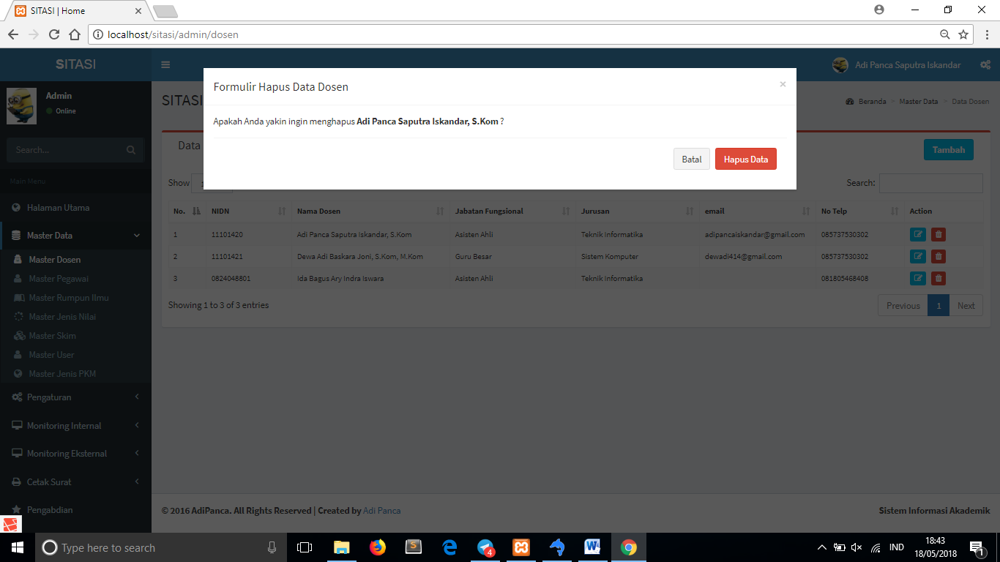 SITASI | Home
localhost/sitasi/admin/dosen
SITASI
Adi Panca Saputra Iskandar
Admin
Online
Search...
Main Menu
Halaman Utama
Master Data
Master Dosen
Master Pegawai
Master Rumpun Ilmu
Master Jenis Nilai
Master Skim
Master User
Master Jenis PKM
Pengaturan
Monitoring Internal
Monitoring Eksternal
Cetak Surat
Pengabdian
SITASI
Beranda > Master Data > Data Dosen
Formulir Hapus Data Dosen ×
Apakah Anda yakin ingin menghapus Adi Panca Saputra Iskandar, S.Kom ?
Batal Hapus Data
Data
Tambah
Show
Search:
No. NIDN Nama Dosen Jabatan Fungsional Jurusan email No Telp Action
1 11101420 Adi Panca Saputra Iskandar, S.Kom Asisten Ahli Teknik Informatika adipancaiskandar@gmail.com 085737530302
2 11101421 Dewa Adi Baskara Joni, S.Kom, M.Kom Guru Besar Sistem Komputer dewadi414@gmail.com 085737530302
3 0824048801 Ida Bagus Ary Indra Iswara Asisten Ahli Teknik Informatika 081805468408
Showing 1 to 3 of 3 entries
Previous 1 Next
© 2016 AdiPanca. All Rights Reserved | Created by Adi Panca
Sistem Informasi Akademik
Type here to search
4
IND
18:43
18/05/2018
1